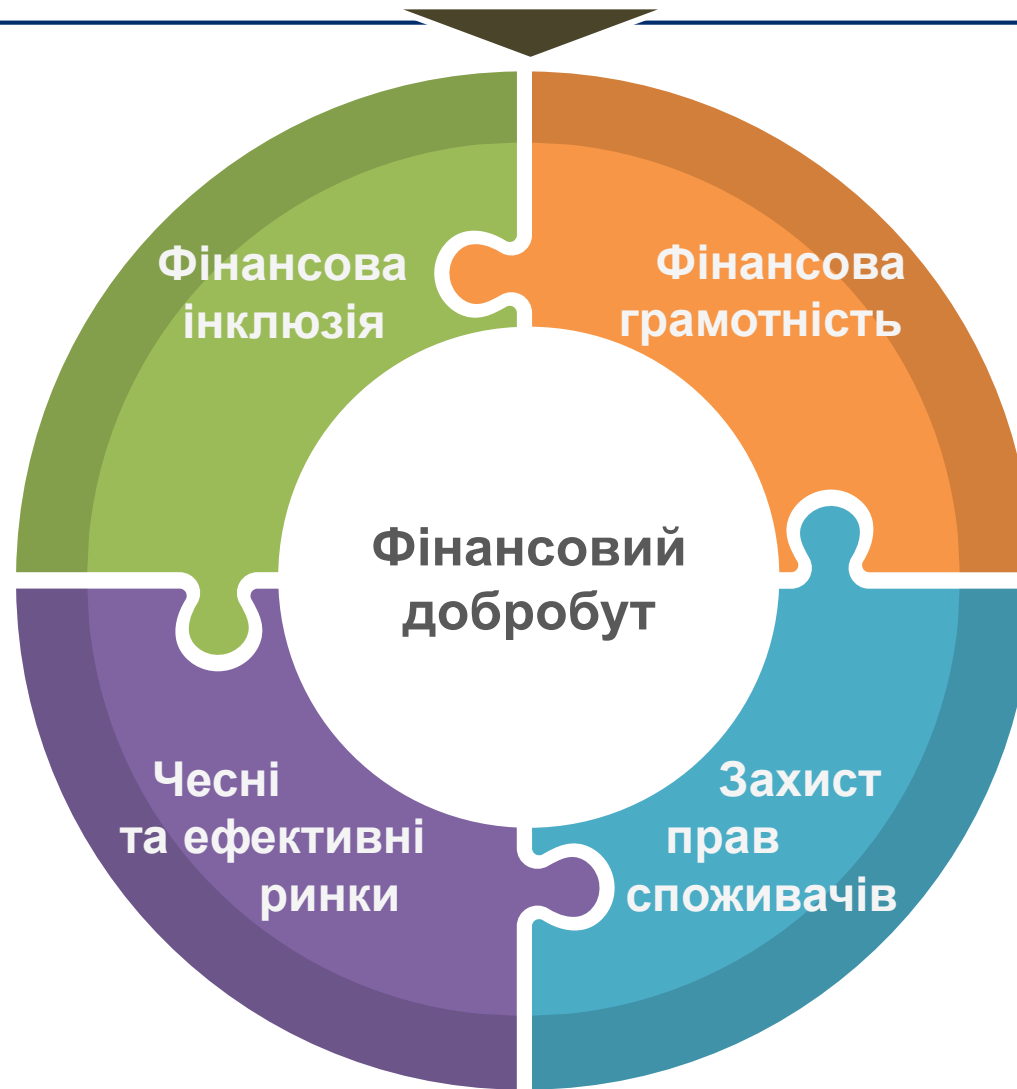 Фінансова
інклюзія
Фінансова
грамотність
Фінансовий
добробут
Чесні
та ефективні
ринки
Захист
прав
споживачів